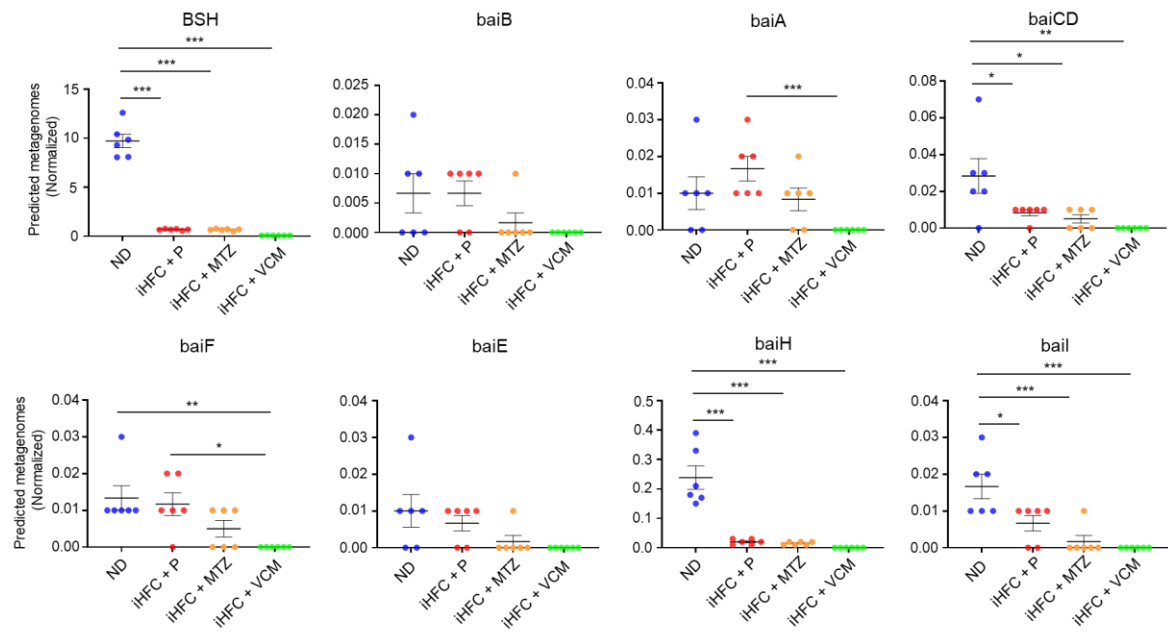 BSH
baiB
baiA
baiCD
***
***
***
***
**
*
*
Predicted metagenomes
(Normalized)
15
10
5
0
0.025
0.020
0.015
0.010
0.005
0.000
0.04
0.03
0.02
0.01
0.00
0.08
0.06
0.04
0.02
0.00
ND
iHFC + P
iHFC + MTZ
iHFC + VCM
ND
iHFC + P
iHFC + MTZ
iHFC + VCM
ND
iHFC + P
iHFC + MTZ
iHFC + VCM
ND
iHFC + P
iHFC + MTZ
iHFC + VCM
baiF
baiE
baiH
baiI
**
*
***
***
***
***
***
*
Predicted metagenomes
(Normalized)
0.04
0.03
0.02
0.01
0.00
0.04
0.03
0.02
0.01
0.00
0.5
0.4
0.3
0.2
0.1
0.0
0.04
0.03
0.02
0.01
0.00
ND
iHFC + P
iHFC + MTZ
iHFC + VCM
ND
iHFC + P
iHFC + MTZ
iHFC + VCM
ND
iHFC + P
iHFC + MTZ
iHFC + VCM
ND
iHFC + P
iHFC + MTZ
iHFC + VCM